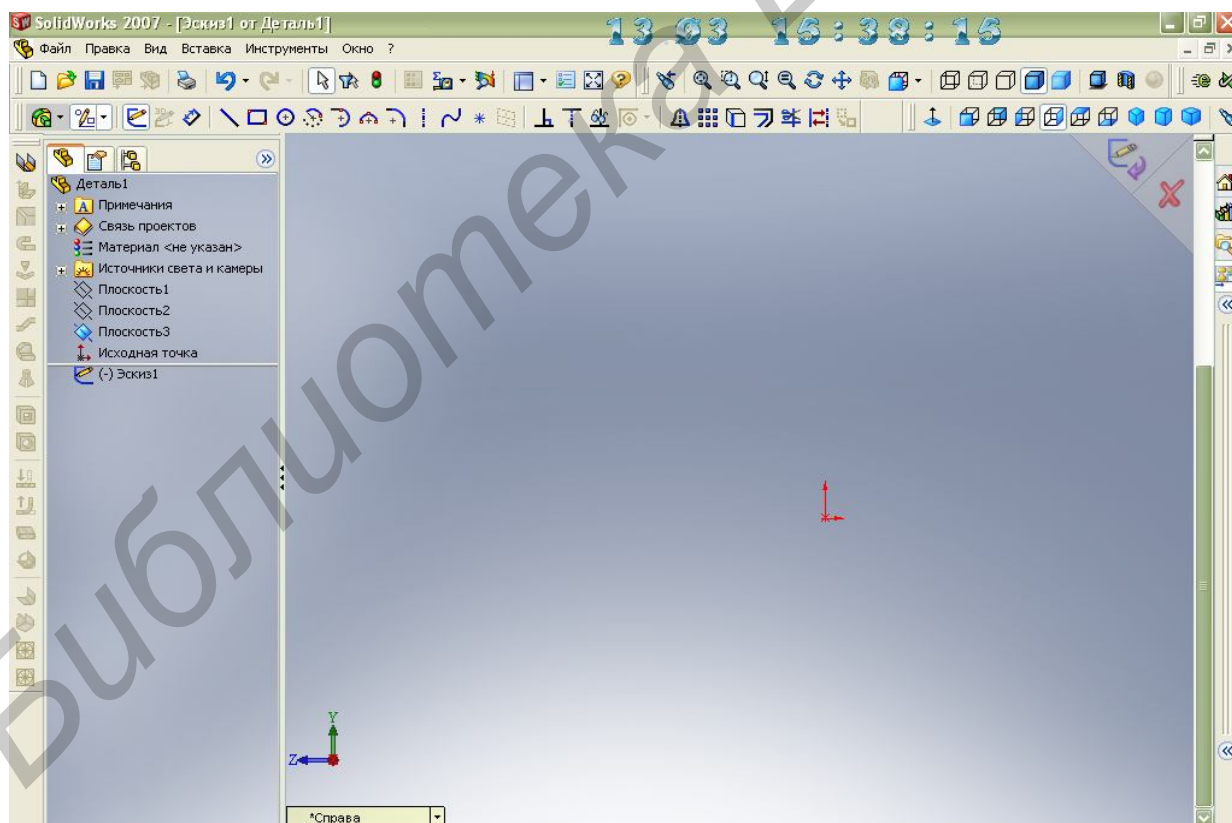 SolidWorks 2007 - [Эскиз1 от Деталь1]
13 03 15:38:15
Файл Правка Вид Вставка Инструменты Окно ?
Деталь1
Примечания
Связь проектов
Материал <не указан>
Источники света и камеры
Плоскость1
Плоскость2
Плоскость3
Исходная точка
(-) Эскиз1
Y
Z
*Справа
Библиотека